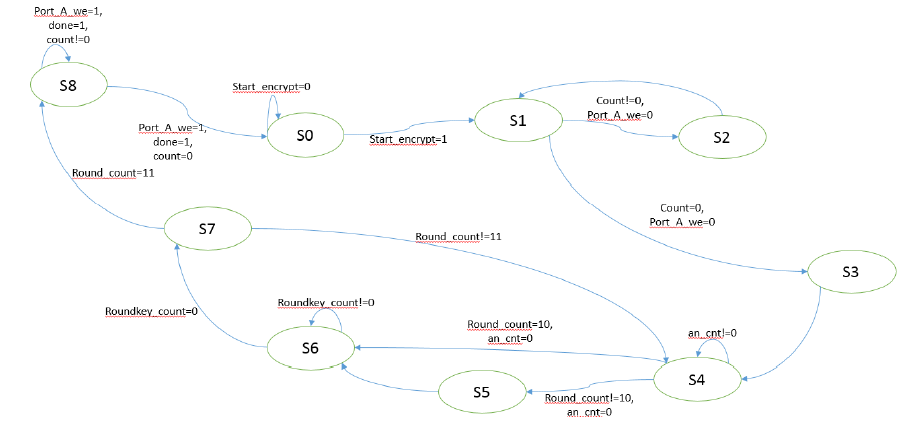 Port_A_we=1,
done=1,
count!=0
S8
Start_encrypt=0
S0
Port_A_we=1,
done=1,
count=0
Start_encrypt=1
S1
Count!=0,
Port_A_we=0
S2
Round_count=11
Count=0,
Port_A_we=0
S7
Round_count!=11
S3
Roundkey_count=0
Roundkey_count!=0
S6
Round_count=10,
an_cnt=0
an_cnt!=0
S4
S5
Round_count!=10,
an_cnt=0